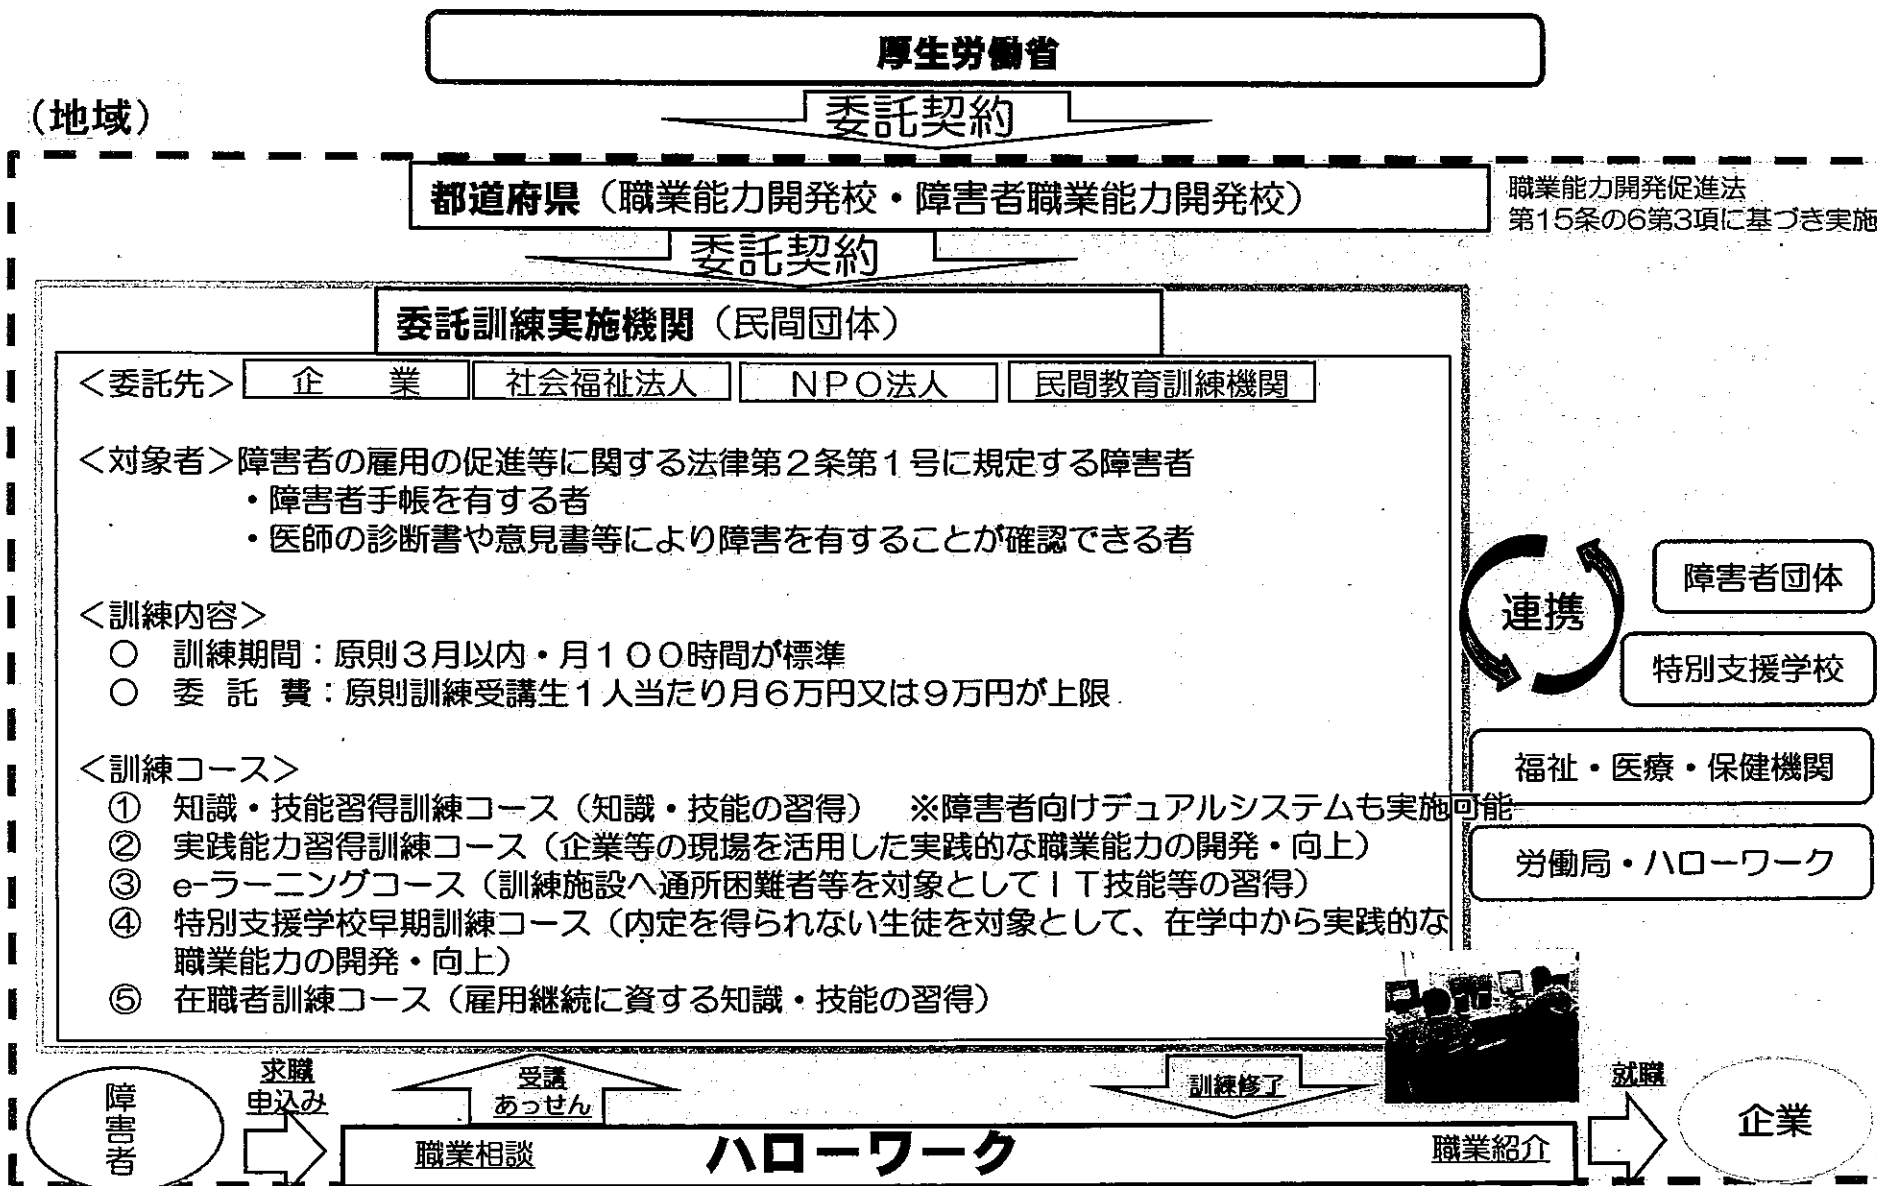 厚生労働省
委託契約
（地域）
都道府県（職業能力開発校・障害者職業能力開発校）
職業能力開発促進法
第15条の6第3項に基づき実施
委託契約
委託訓練実施機関（民間団体）
＜委託先＞ 企　業 社会福祉法人 ＮＰＯ法人 民間教育訓練機関
＜対象者＞障害者の雇用の促進等に関する法律第２条第１号に規定する障害者
・障害者手帳を有する者
・医師の診断書や意見書等により障害を有することが確認できる者
＜訓練内容＞
○　訓練期間：原則３月以内・月１００時間が標準
○　委 託 費：原則訓練受講生１人当たり月６万円又は９万円が上限
＜訓練コース＞
①　知識・技能習得訓練コース（知識・技能の習得）　※障害者向けデュアルシステムも実施可能
②　実践能力習得訓練コース（企業等の現場を活用した実践的な職業能力の開発・向上）
③　e-ラーニングコース（訓練施設へ通所困難者等を対象としてＩＴ技能等の習得）
④　特別支援学校早期訓練コース（内定を得られない生徒を対象として、在学中から実践的な
職業能力の開発・向上）
⑤　在職者訓練コース（雇用継続に資する知識・技能の習得）
連携
障害者団体
特別支援学校
福祉・医療・保健機関
労働局・ハローワーク
障害者
求職
申込み
受講
あっせん
訓練修了
就職
企業
職業相談
ハローワーク
職業紹介